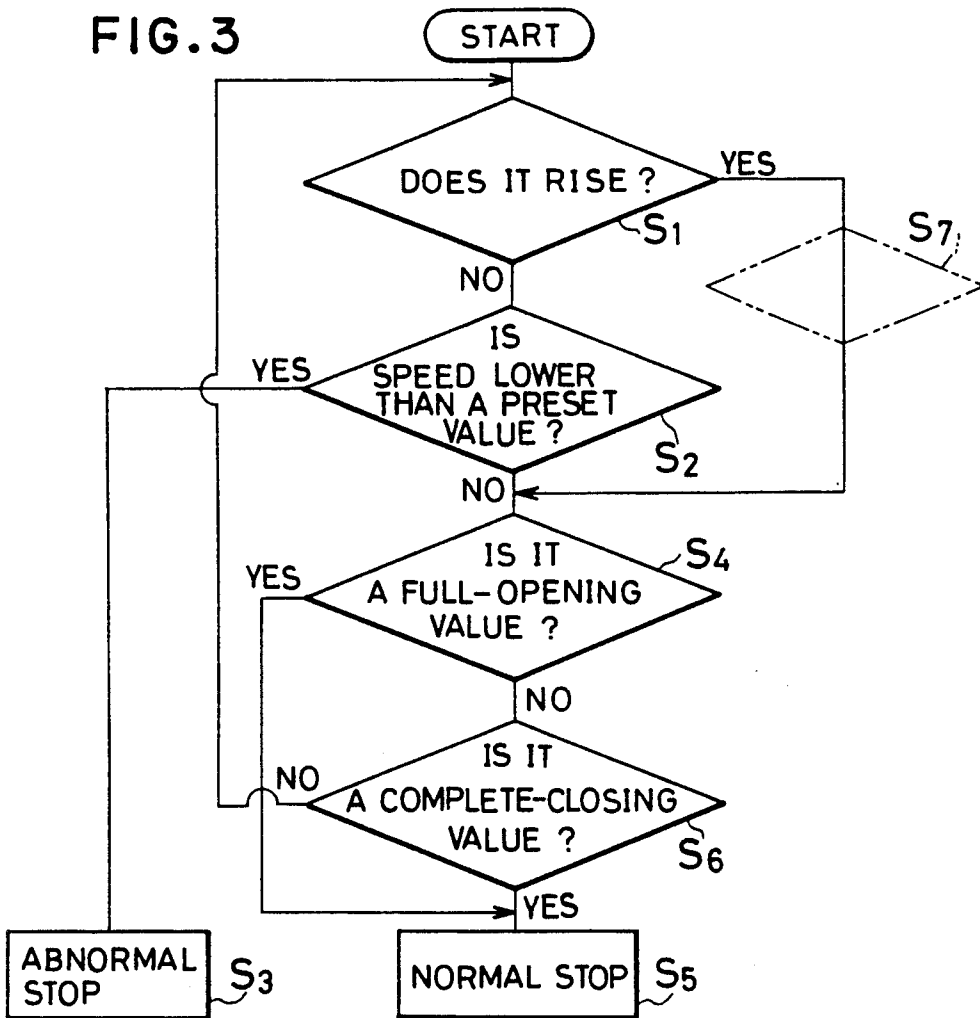 FIG.3
START
DOES IT RISE ?
YES
S1
S7
NO
IS
SPEED LOWER
THAN A PRESET
VALUE ?
YES
S2
NO
IS IT
A FULL-OPENING
VALUE ?
YES
S4
NO
IS IT
A COMPLETE-CLOSING
VALUE ?
NO
S6
YES
ABNORMAL
STOP
S3
NORMAL STOP
S5